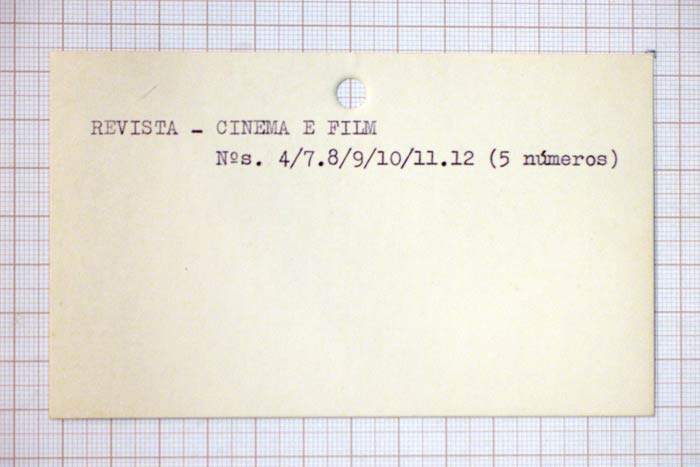 REVISTA - CINEMA E FILM
Nºs. 4/7.8/9/10/11.12 (5 números)